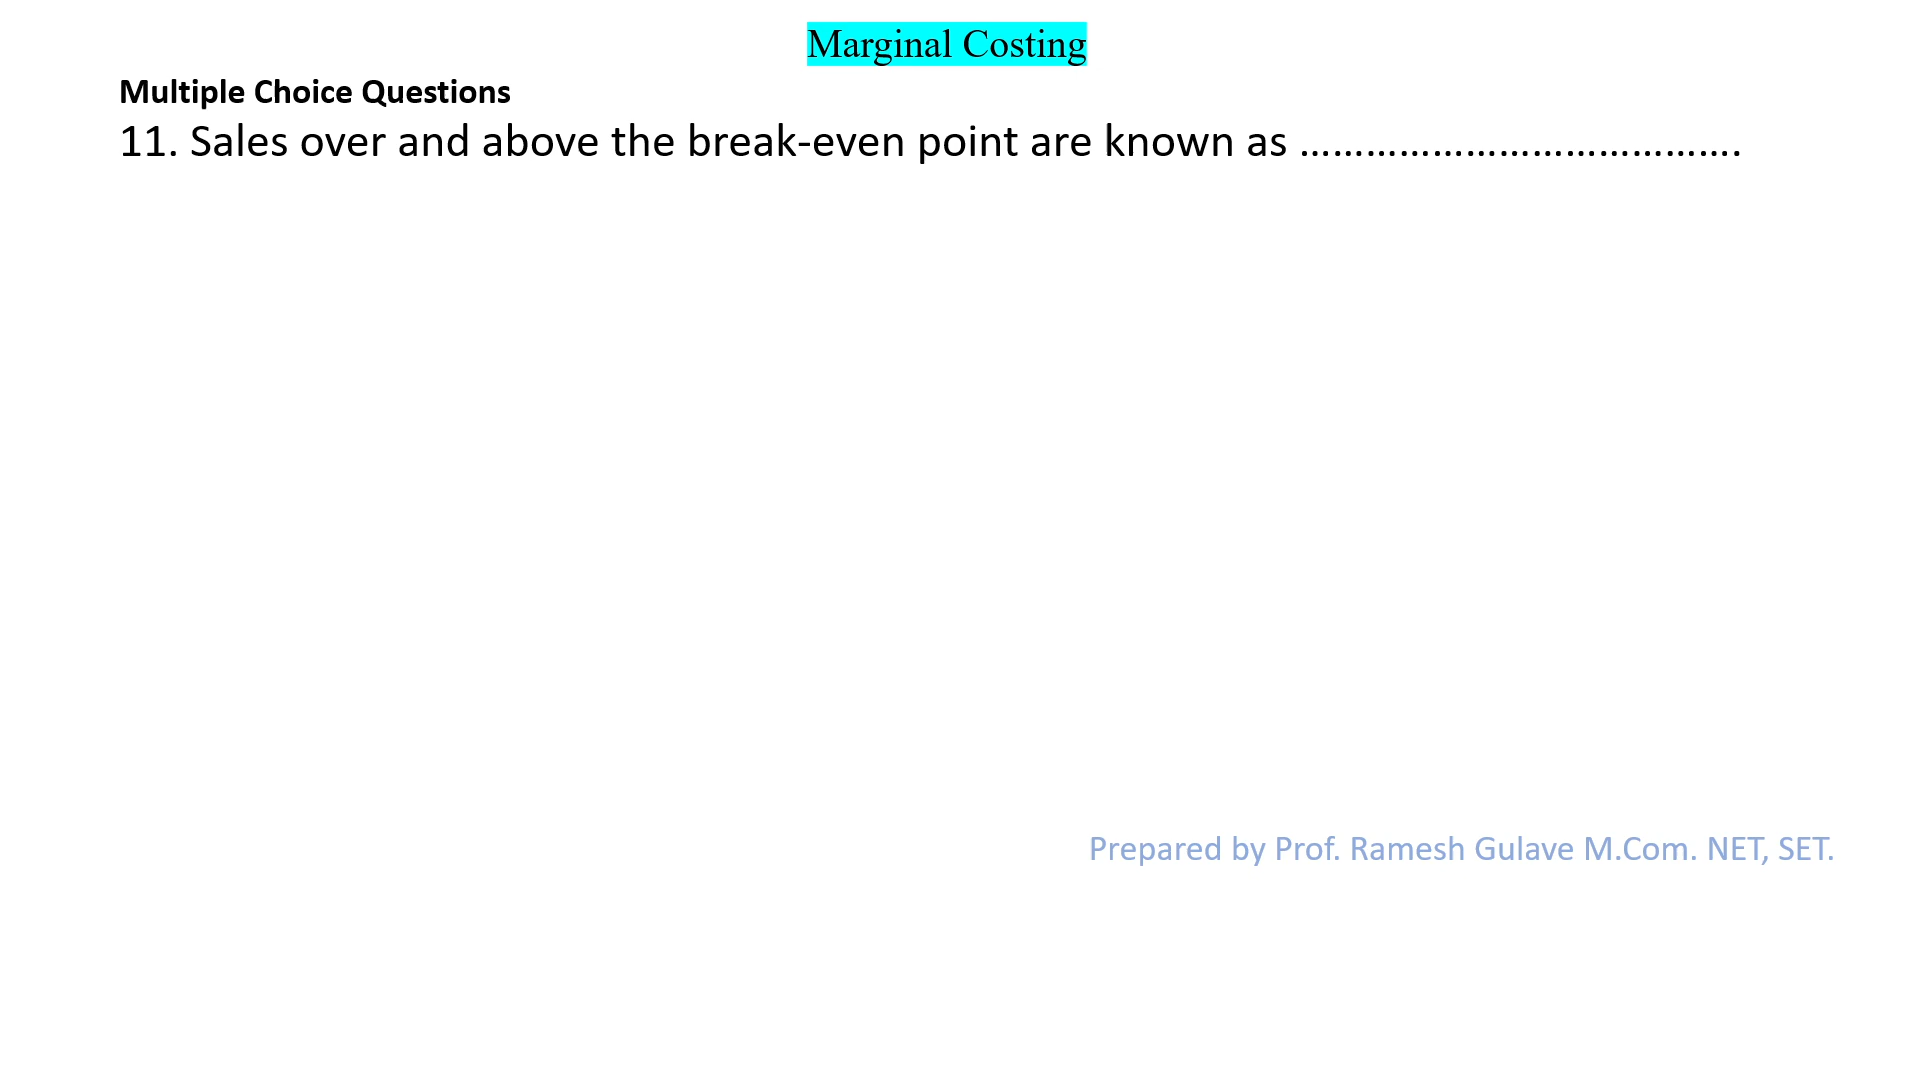 Marginal Costing
Multiple Choice Questions
11. Sales over and above the break-even point are known as ………………………………….
Prepared by Prof. Ramesh Gulave M.Com. NET, SET.